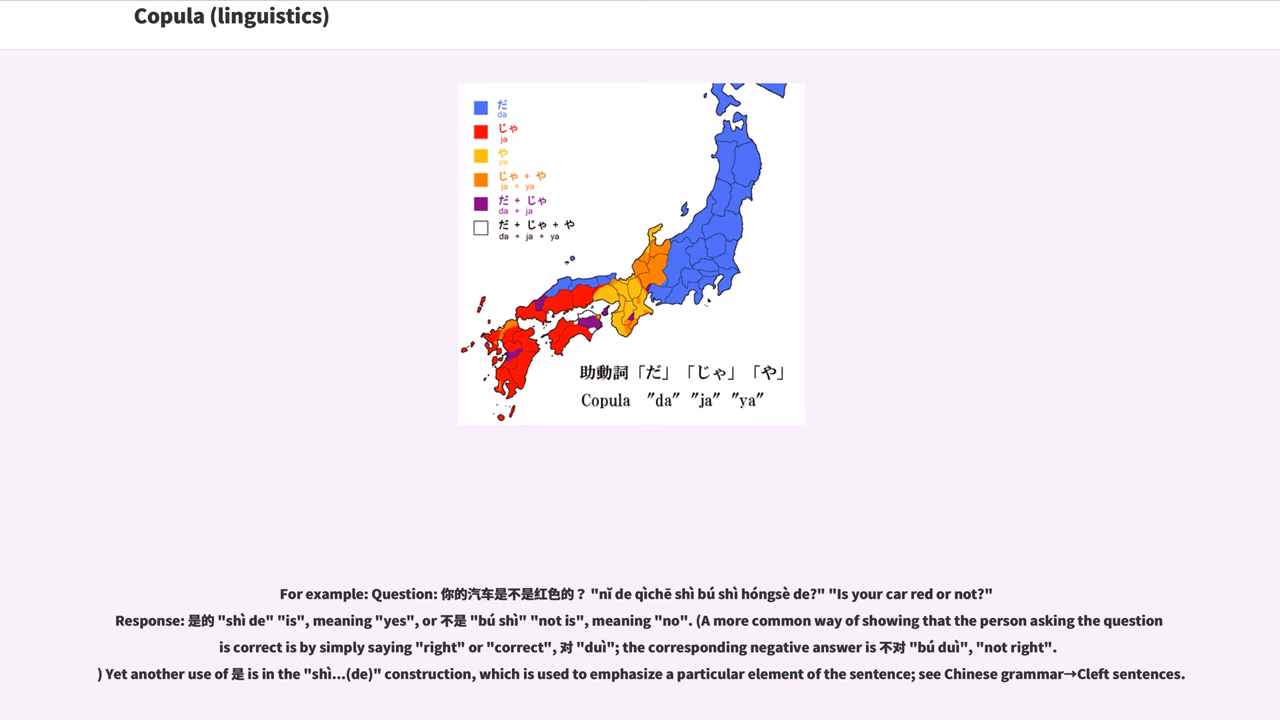 Copula (linguistics)
だ
da
じゃ
ja
や
ya
じゃ + や
ja + ya
だ + じゃ
da + ja
だ + じゃ + や
da + ja + ya
助動詞「だ」「じゃ」「や」
Copula "da" "ja" "ya"
For example: Question: 你的汽车是不是红色的？ "nǐ de qìchē shì bú shì hóngsè de?" "Is your car red or not?"
Response: 是的 "shì de" "is", meaning "yes", or 不是 "bú shì" "not is", meaning "no". (A more common way of showing that the person asking the question
is correct is by simply saying "right" or "correct", 对 "duì"; the corresponding negative answer is 不对 "bú duì", "not right".
) Yet another use of 是 is in the "shì...(de)" construction, which is used to emphasize a particular element of the sentence; see Chinese grammar→Cleft sentences.